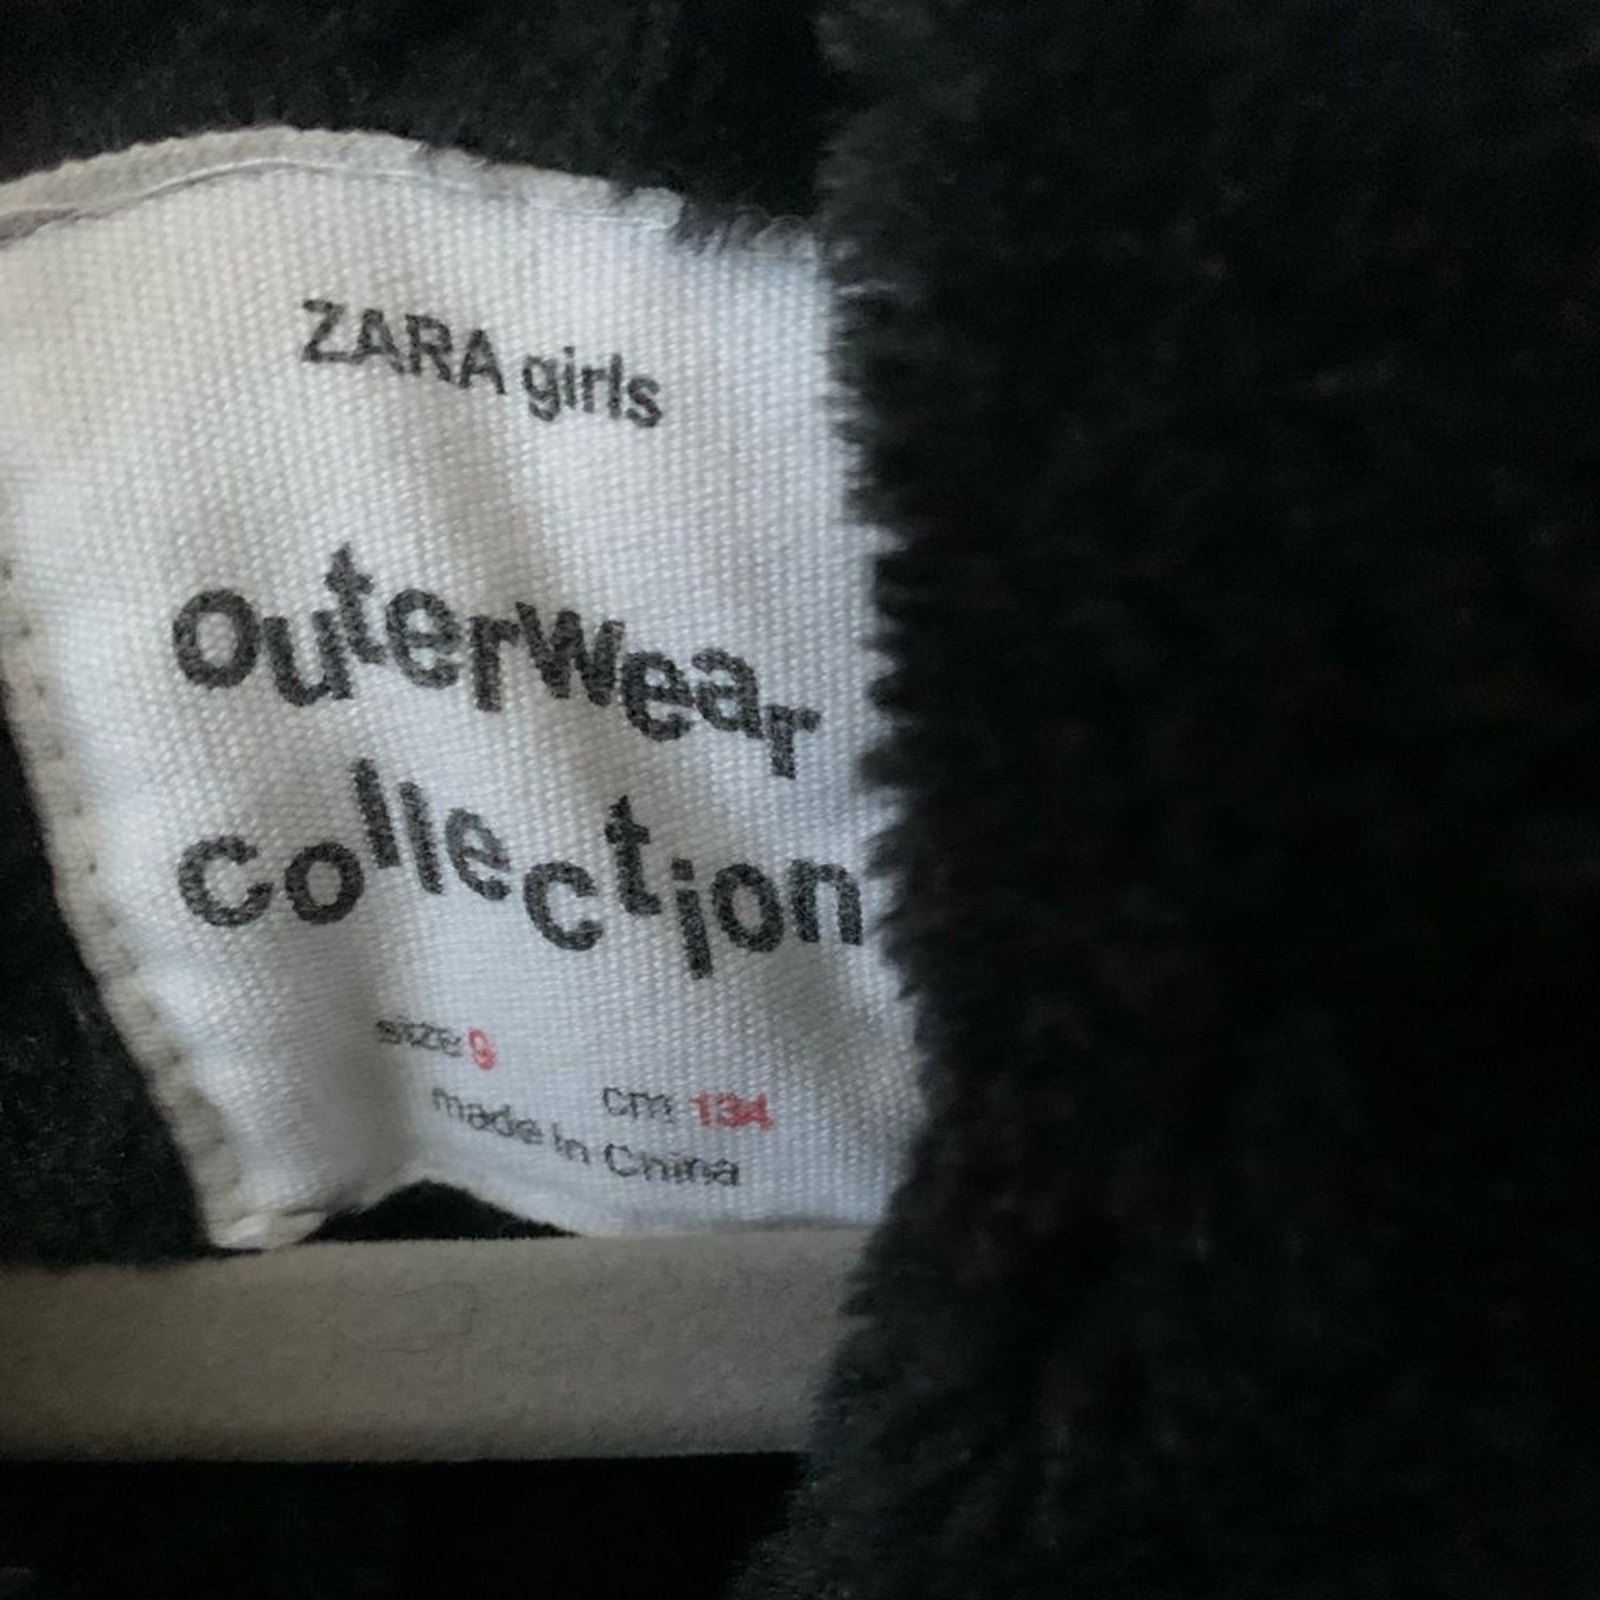 ZARA girls
outerwear
collection
size 9
cm 134
made in China